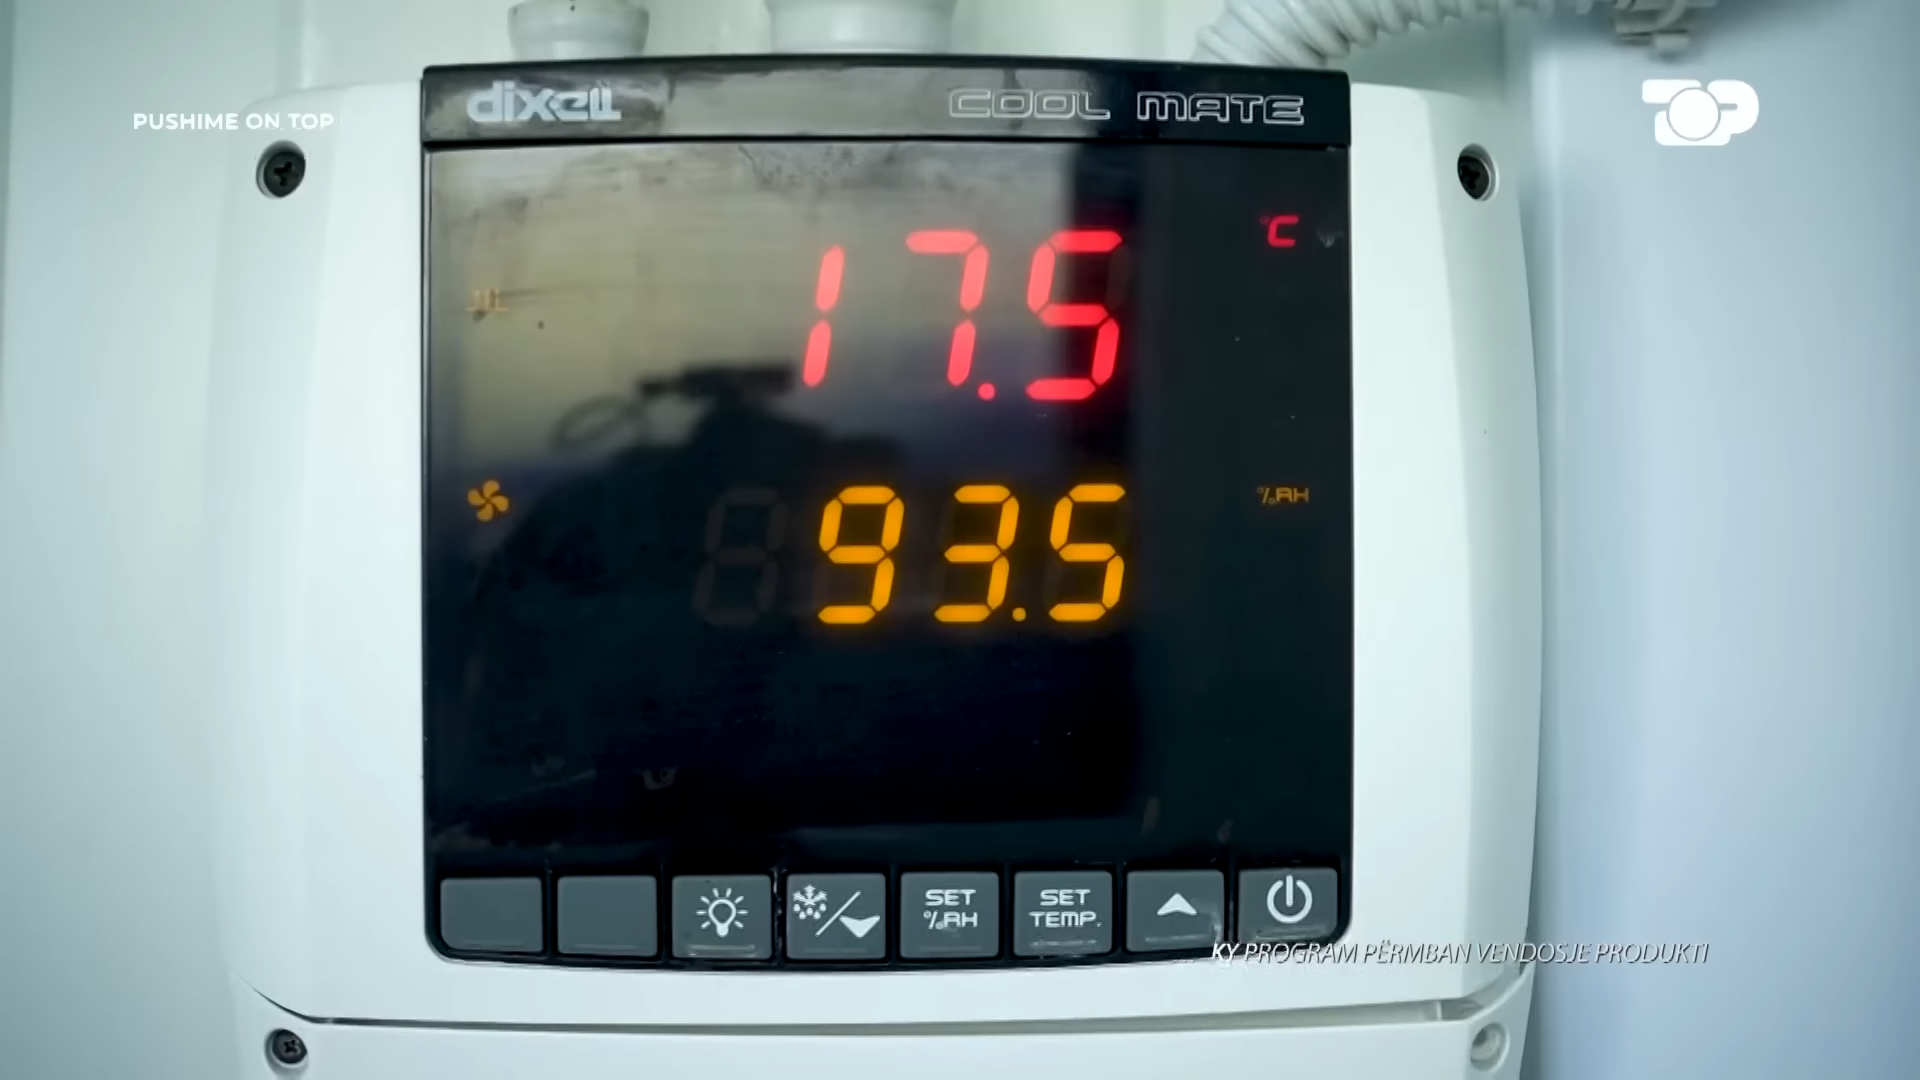 PUSHIME ON TOP
TOP
dixell
COOL MATE
17.5
°C
93.5
%RH
SET
%RH
SET
TEMP.
KY PROGRAM PËRMBAN VENDOSJE PRODUKTI